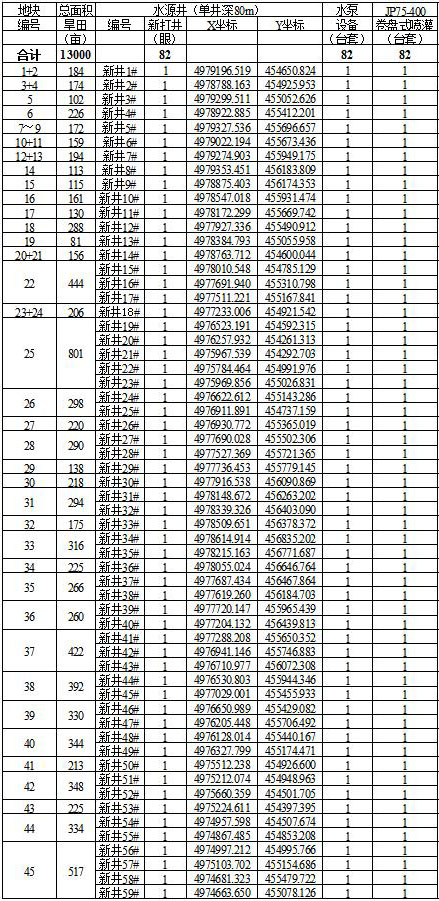 地块 总面积 水源井（单井深80m） 水泵 JP75-400
编号 旱田 编号 新打井 X坐标 Y坐标 设备 卷盘式喷灌
（亩） （眼） （台套） （台套）
合计 13000 82 82 82
1+2 184 新井1# 1 4979196.519 454650.824 1 1
3+4 174 新井2# 1 4978788.163 454925.953 1 1
5 102 新井3# 1 4979299.511 455052.626 1 1
6 226 新井4# 1 4978922.885 455412.201 1 1
7～9 172 新井5# 1 4979327.536 455696.657 1 1
10+11 159 新井6# 1 4979022.194 455673.436 1 1
12+13 194 新井7# 1 4979274.903 455949.175 1 1
14 113 新井8# 1 4979353.451 456183.809 1 1
15 115 新井9# 1 4978875.403 456174.353 1 1
16 161 新井10# 1 4978547.018 455931.474 1 1
17 130 新井11# 1 4978172.299 455669.742 1 1
18 288 新井12# 1 4977927.336 455490.912 1 1
19 81 新井13# 1 4978384.793 455055.958 1 1
20+21 156 新井14# 1 4978763.712 454600.044 1 1
22 444 新井15# 1 4978010.548 454785.129 1 1
新井16# 1 4977691.940 455310.798 1 1
新井17# 1 4977511.221 455167.841 1 1
23+24 206 新井18# 1 4977233.006 454921.542 1 1
25 801 新井19# 1 4976523.191 454592.315 1 1
新井20# 1 4976257.932 454261.313 1 1
新井21# 1 4975967.539 454292.703 1 1
新井22# 1 4975784.464 454991.976 1 1
新井23# 1 4975969.856 455026.831 1 1
26 298 新井24# 1 4976622.612 455143.286 1 1
新井25# 1 4976911.891 454737.159 1 1
27 220 新井26# 1 4976930.772 455365.019 1 1
28 290 新井27# 1 4977690.028 455502.306 1 1
新井28# 1 4977527.369 455721.365 1 1
29 138 新井29# 1 4977736.453 455779.145 1 1
30 218 新井30# 1 4977916.538 456090.869 1 1
31 294 新井31# 1 4978148.672 456263.202 1 1
新井32# 1 4978339.326 456403.090 1 1
32 175 新井33# 1 4978509.651 456378.372 1 1
33 316 新井34# 1 4978614.914 456835.202 1 1
新井35# 1 4978215.163 456771.687 1 1
34 225 新井36# 1 4978055.024 456646.764 1 1
35 266 新井37# 1 4977687.434 456467.864 1 1
新井38# 1 4977619.260 456184.703 1 1
36 260 新井39# 1 4977720.147 455965.439 1 1
新井40# 1 4977204.132 456439.813 1 1
37 422 新井41# 1 4977288.208 455650.352 1 1
新井42# 1 4976941.146 455746.883 1 1
新井43# 1 4976710.977 456072.308 1 1
38 392 新井44# 1 4976530.803 455944.346 1 1
新井45# 1 4977029.001 455455.933 1 1
39 330 新井46# 1 4976650.989 455429.082 1 1
新井47# 1 4976205.448 455706.492 1 1
40 344 新井48# 1 4976128.014 455440.167 1 1
新井49# 1 4976327.799 455174.471 1 1
41 213 新井50# 1 4975512.238 454926.600 1 1
42 348 新井51# 1 4975212.074 454948.963 1 1
新井52# 1 4975660.359 454501.705 1 1
43 225 新井53# 1 4975224.611 454397.395 1 1
44 334 新井54# 1 4974957.598 454507.674 1 1
新井55# 1 4974867.485 454853.208 1 1
45 517 新井56# 1 4974997.212 454995.766 1 1
新井57# 1 4975103.702 455154.686 1 1
新井58# 1 4974681.323 455479.722 1 1
新井59# 1 4974663.650 455078.126 1 1